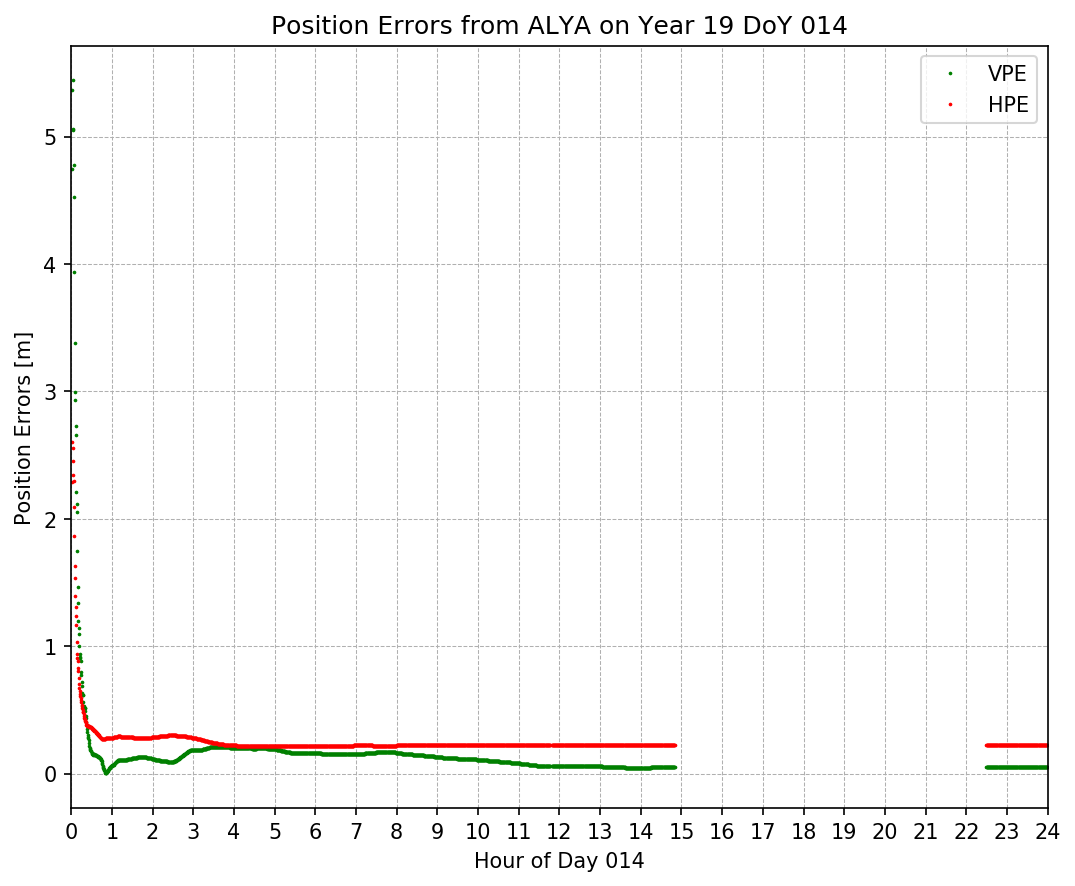 Position Errors from ALYA on Year 19 DoY 014
VPE
HPE
Position Errors [m]
5
4
3
2
1
0
0 1 2 3 4 5 6 7 8 9 10 11 12 13 14 15 16 17 18 19 20 21 22 23 24
Hour of Day 014